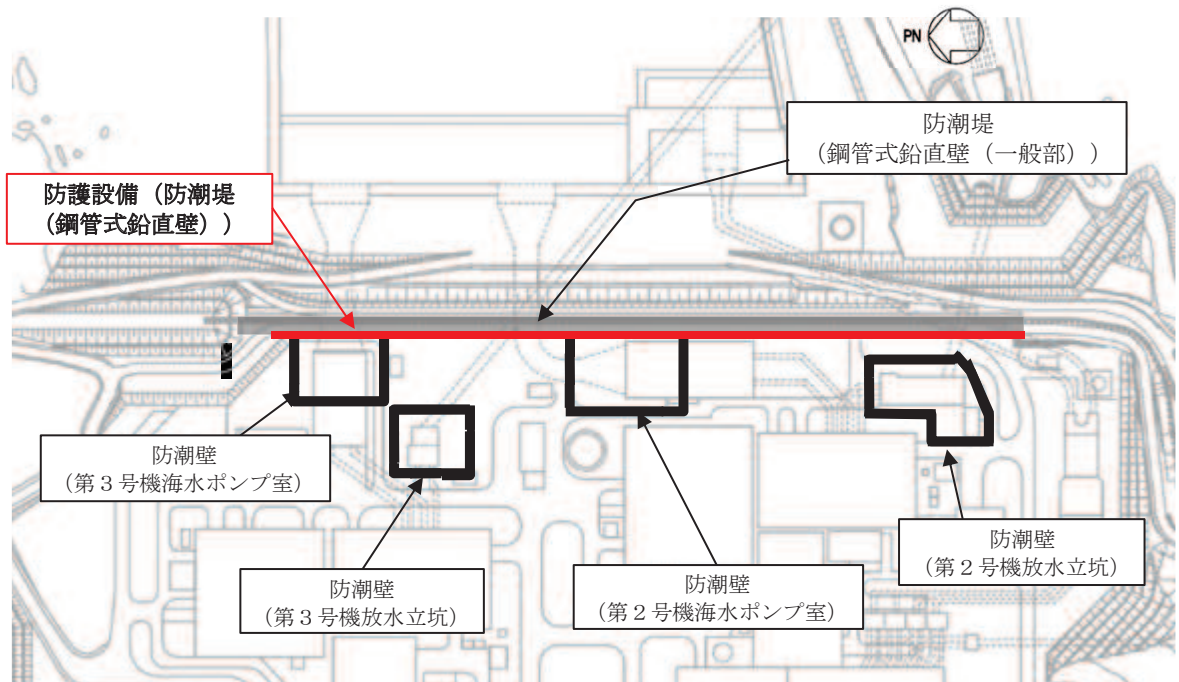 PN
防潮堤
（鋼管式鉛直壁（一般部））
防護設備（防潮堤
（鋼管式鉛直壁））
防潮壁
（第３号機海水ポンプ室）
防潮壁
（第３号機放水立坑）
防潮壁
（第２号機海水ポンプ室）
防潮壁
（第２号機放水立坑）